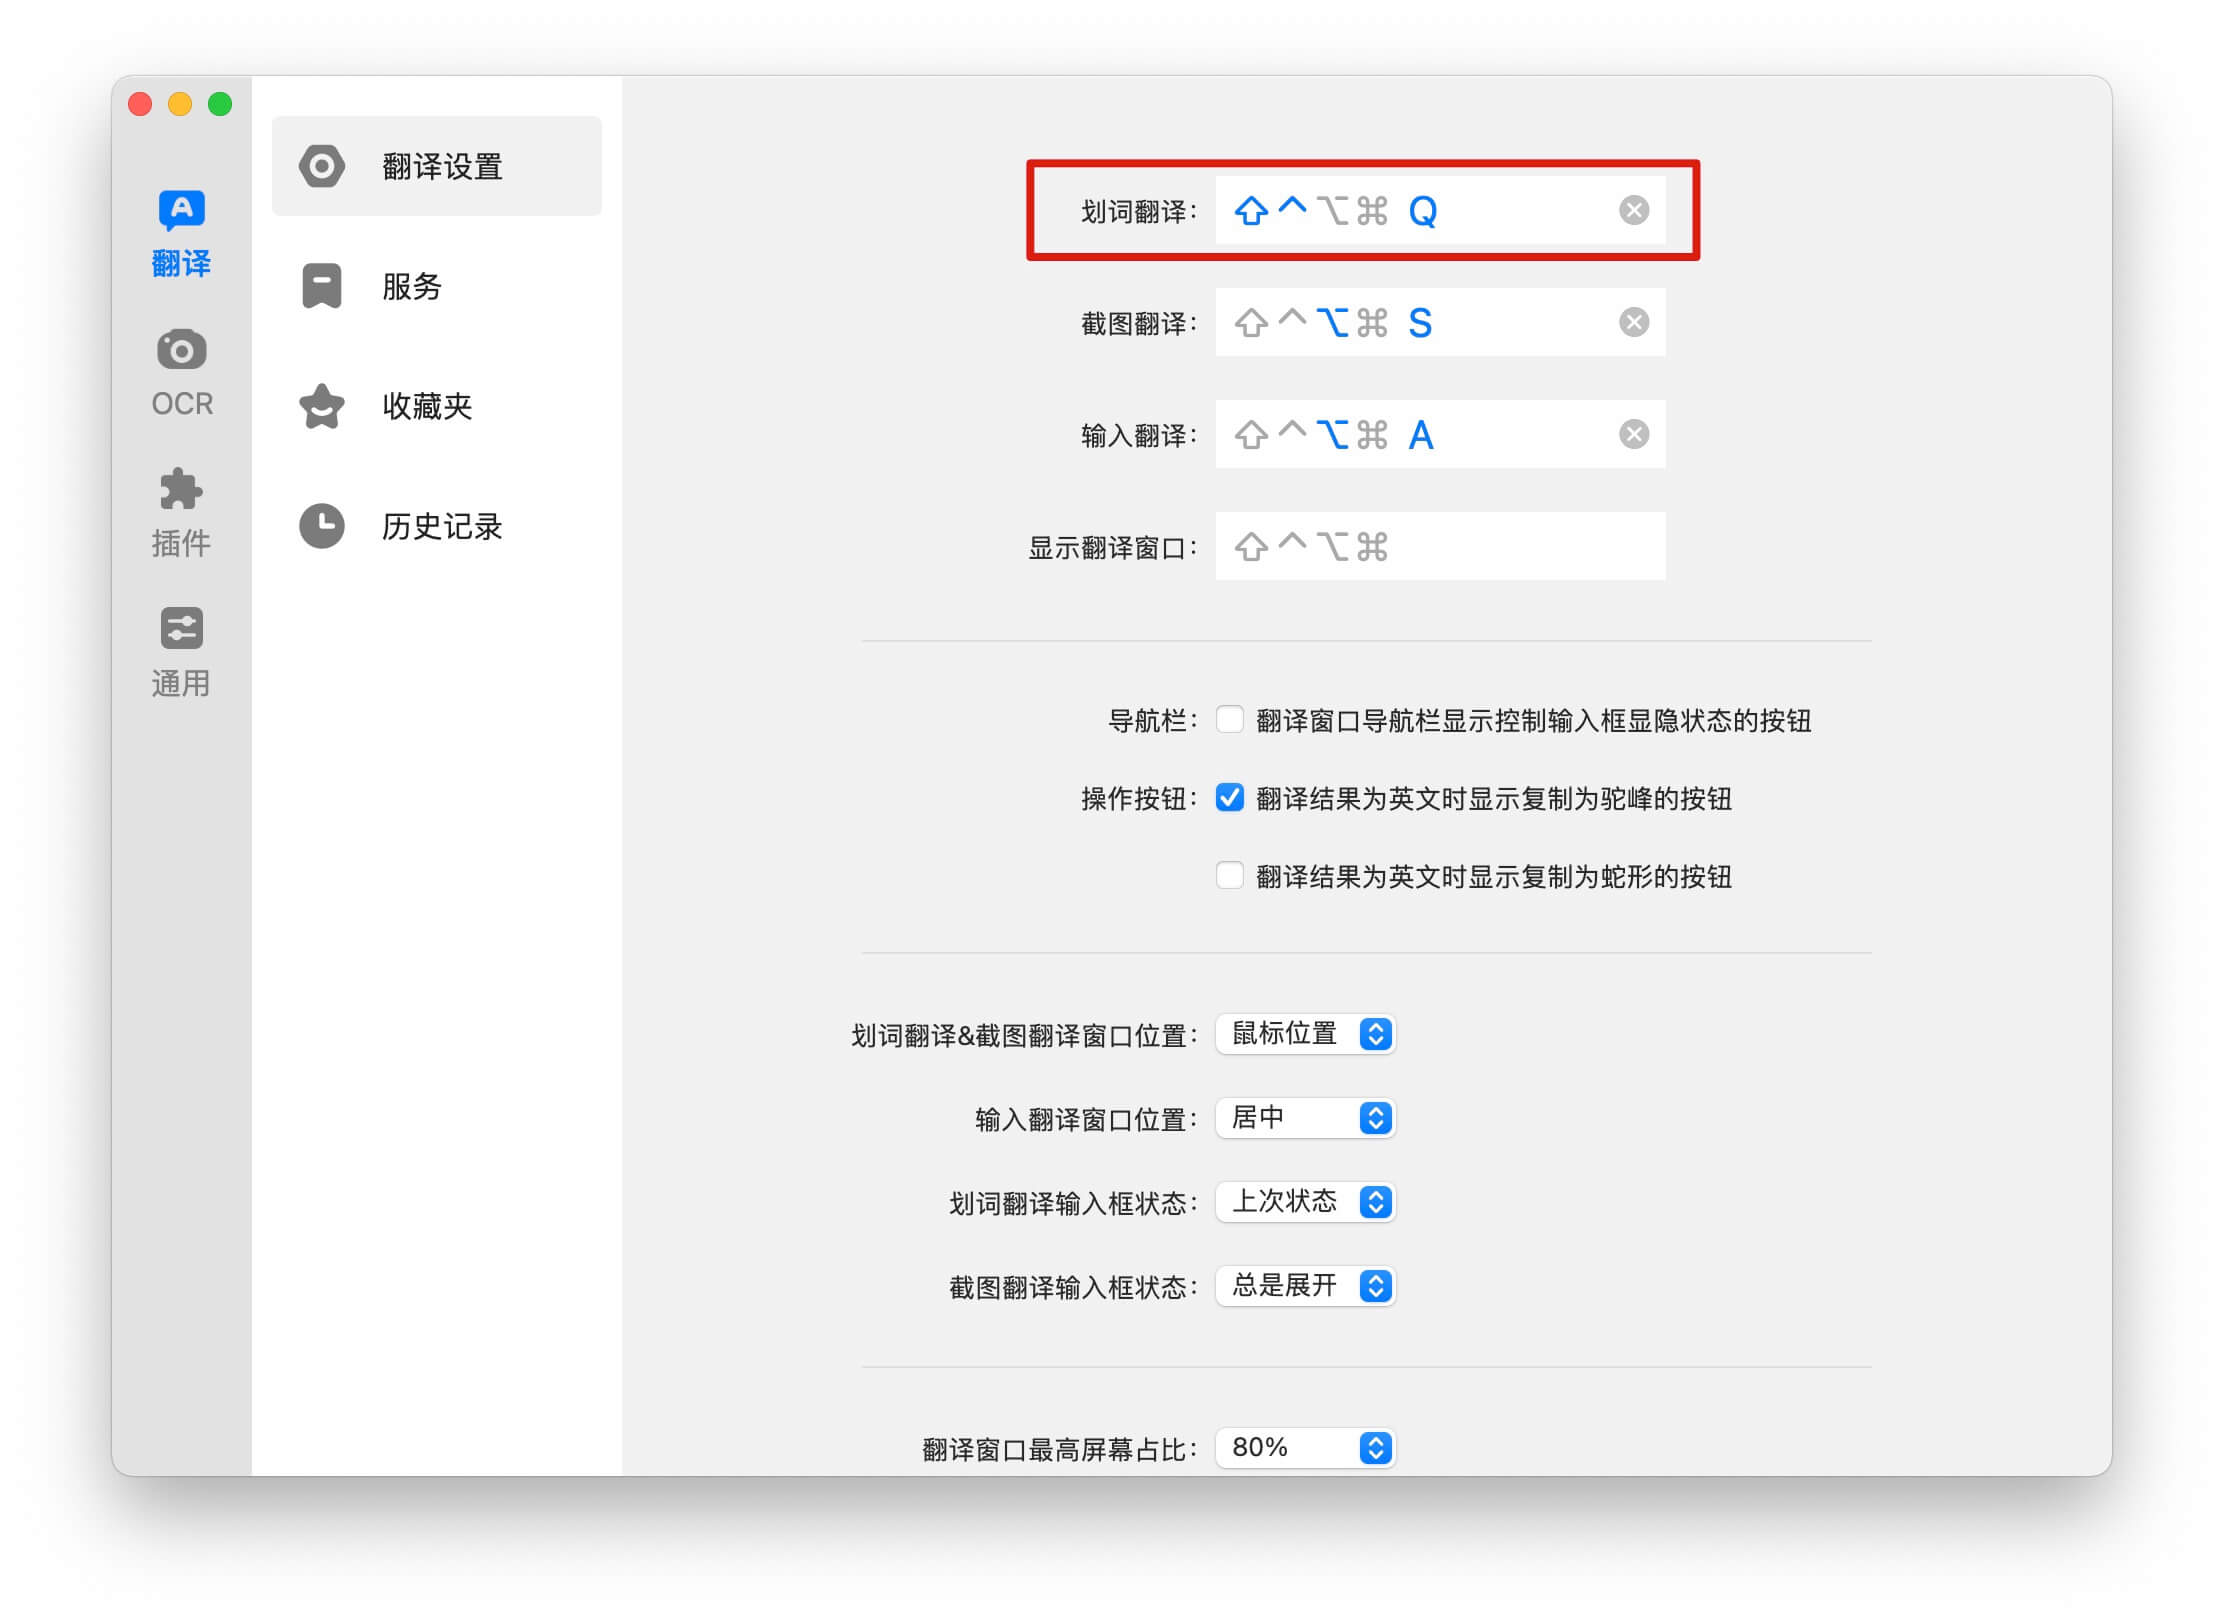 翻译
OCR
插件
通用
翻译设置
服务
收藏夹
历史记录
划词翻译： ⇧⌃⌥⌘ Q
截图翻译： ⇧⌃⌥⌘ S
输入翻译： ⇧⌃⌥⌘ A
显示翻译窗口： ⇧⌃⌥⌘
导航栏： 翻译窗口导航栏显示控制输入框显隐状态的按钮
操作按钮： 翻译结果为英文时显示复制为驼峰的按钮
翻译结果为英文时显示复制为蛇形的按钮
划词翻译&截图翻译窗口位置： 鼠标位置
输入翻译窗口位置： 居中
划词翻译输入框状态： 上次状态
截图翻译输入框状态： 总是展开
翻译窗口最高屏幕占比： 80%